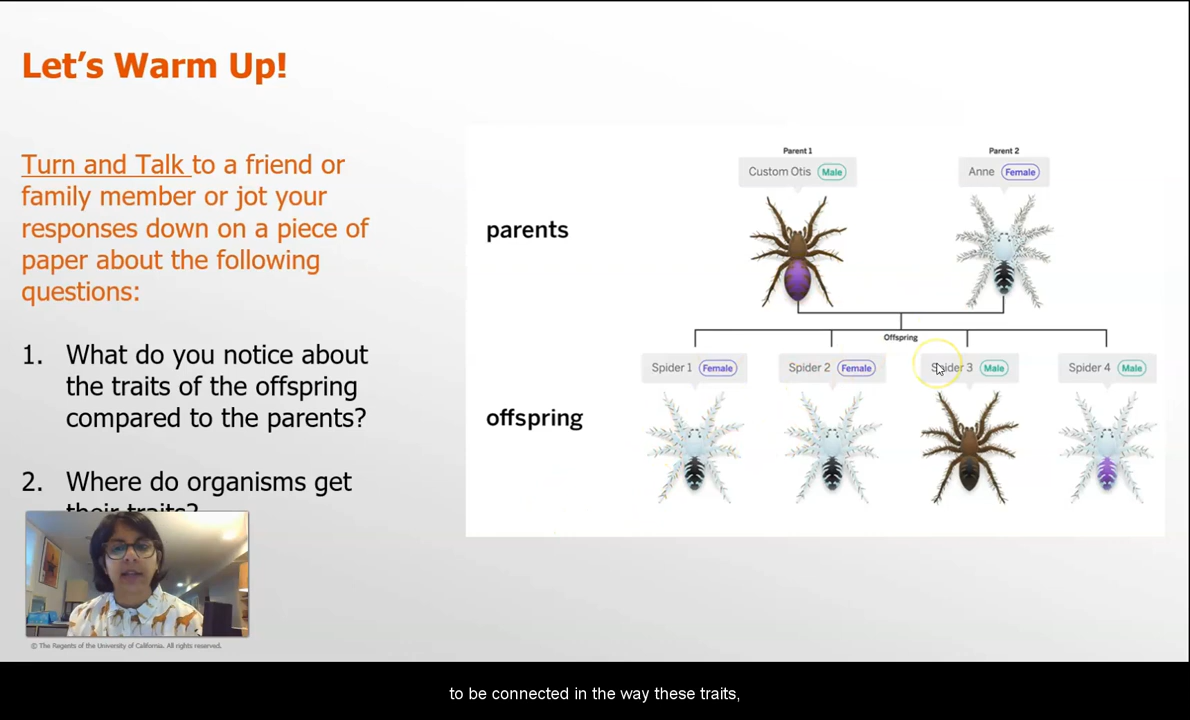 Let's Warm Up!
Turn and Talk to a friend or
family member or jot your
responses down on a piece of
paper about the following
questions:
1. What do you notice about
the traits of the offspring
compared to the parents?
2. Where do organisms get
their traits?
Parent 1
Parent 2
Custom Otis Male
Anne Female
parents
Offspring
Spider 1 Female
Spider 2 Female
Spider 3 Male
Spider 4 Male
offspring
© The Regents of the University of California. All rights reserved.
to be connected in the way these traits,